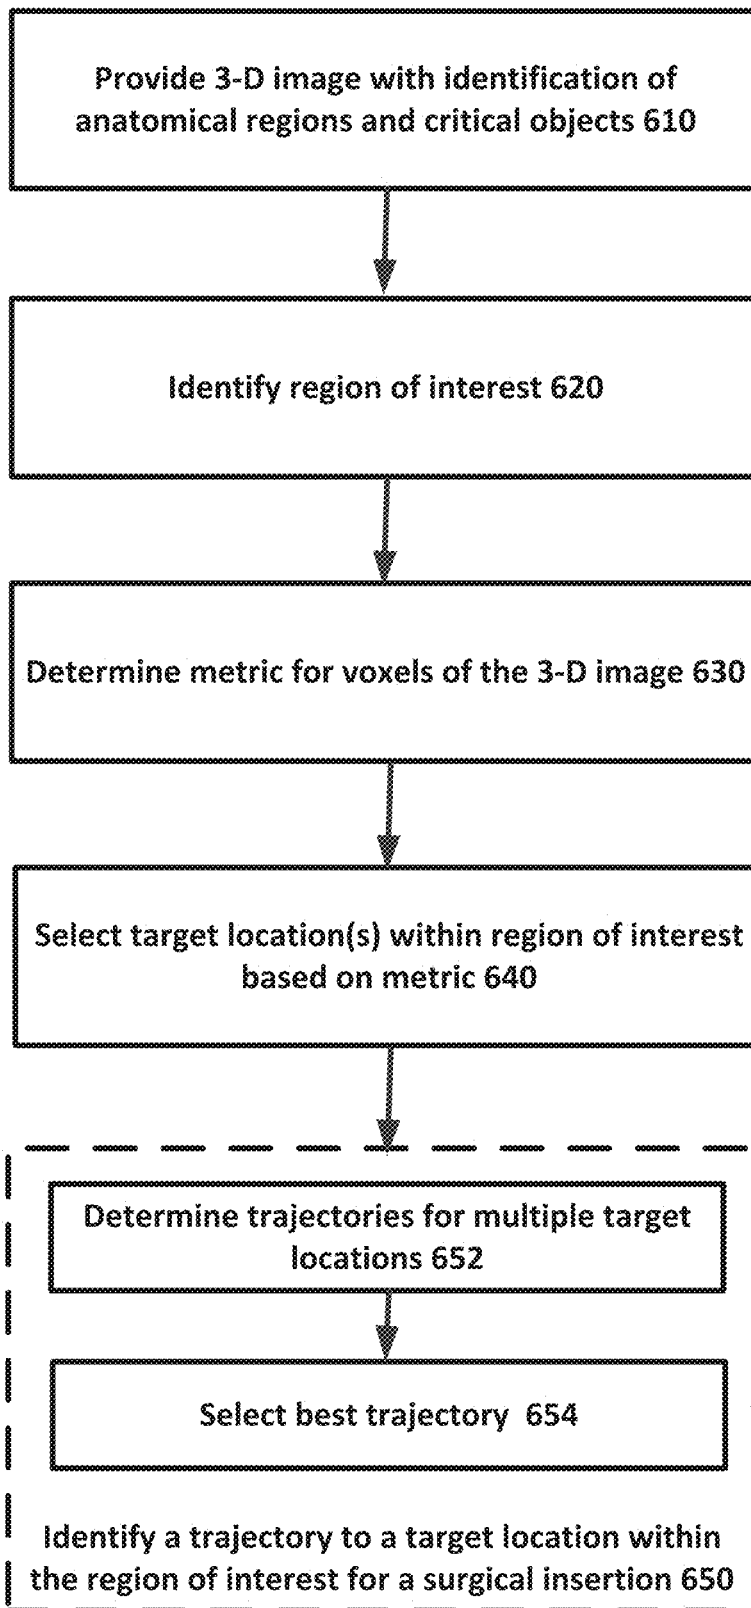 Provide 3-D image with identification of
anatomical regions and critical objects 610
Identify region of interest 620
Determine metric for voxels of the 3-D image 630
Select target location(s) within region of interest
based on metric 640
Determine trajectories for multiple target
locations 652
Select best trajectory 654
Identify a trajectory to a target location within
the region of interest for a surgical insertion 650